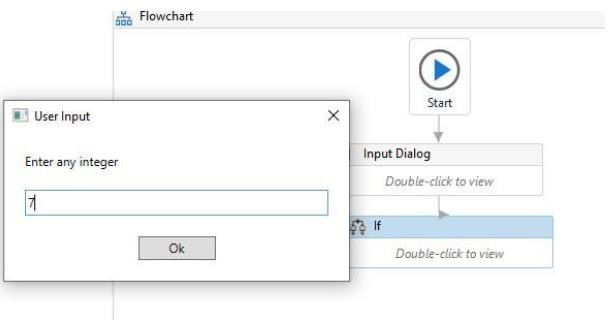 Flowchart
Start
User Input
Enter any integer
7
Ok
Input Dialog
Double-click to view
If
Double-click to view